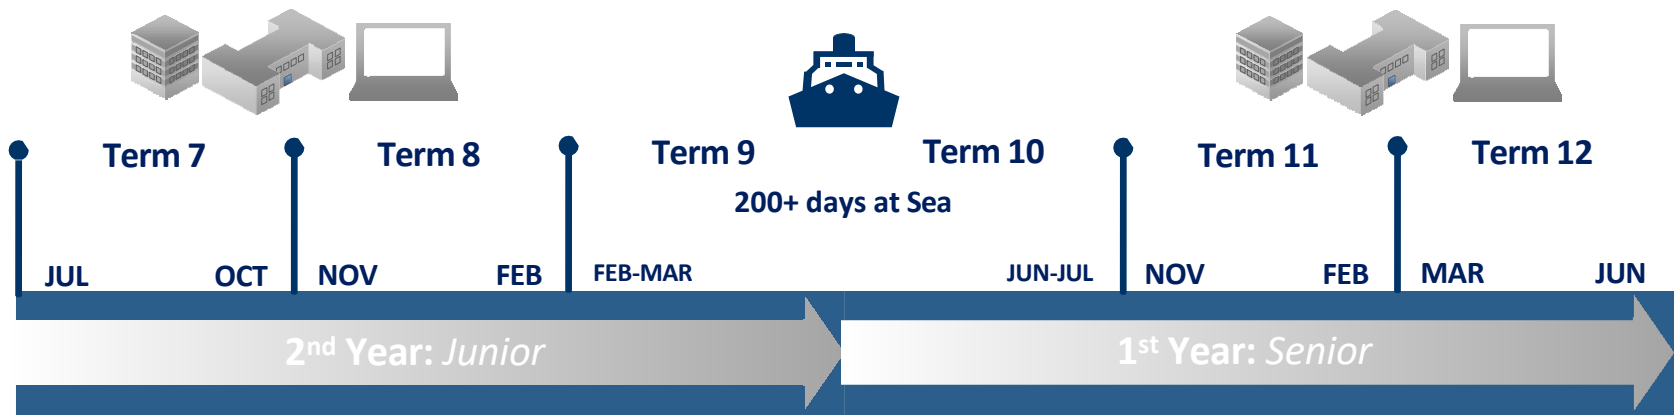 Term 7
Term 8
Term 9
Term 10
Term 11
Term 12
200+ days at Sea
JUL
OCT
NOV
FEB
FEB-MAR
JUN-JUL
NOV
FEB
MAR
JUN
2nd Year: Junior
1st Year: Senior